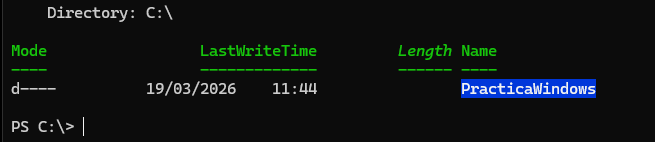 Directory: C:\
Mode LastWriteTime Length Name
---- ------------- ------ ----
d---- 19/03/2026 11:44 PracticaWindows
PS C:\>